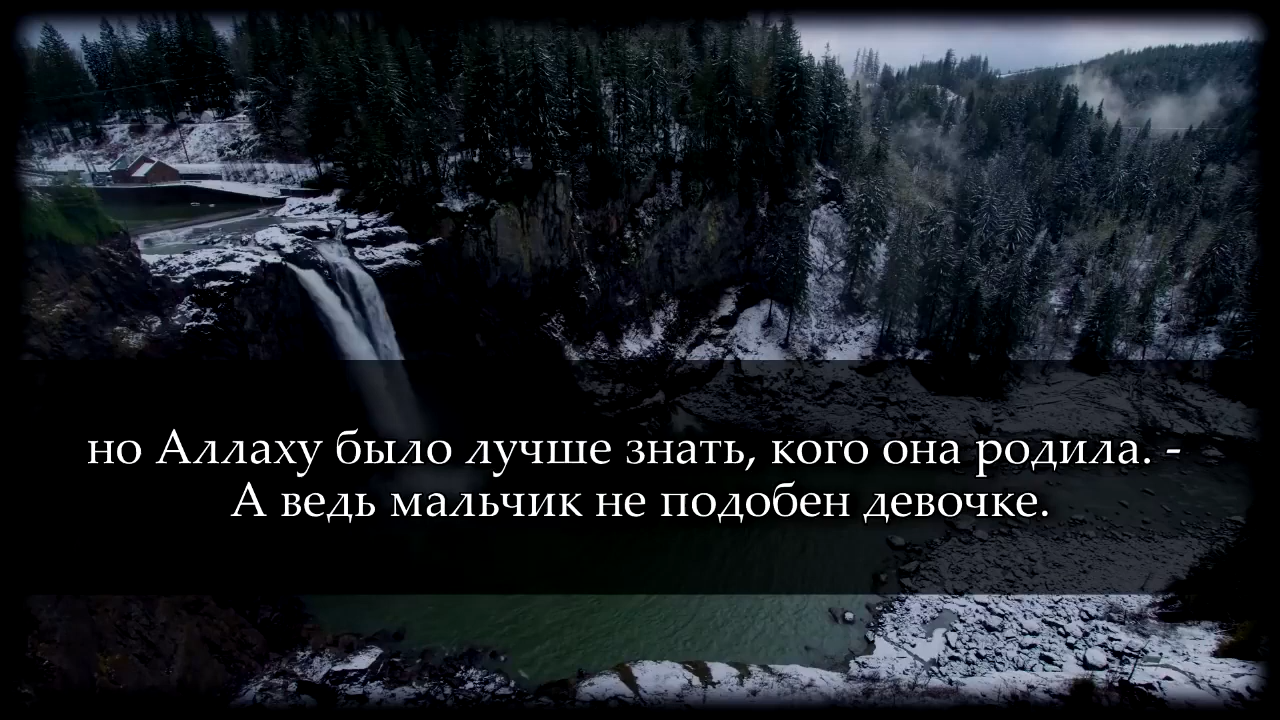 но Аллаху было лучше знать, кого она родила. -
А ведь мальчик не подобен девочке.